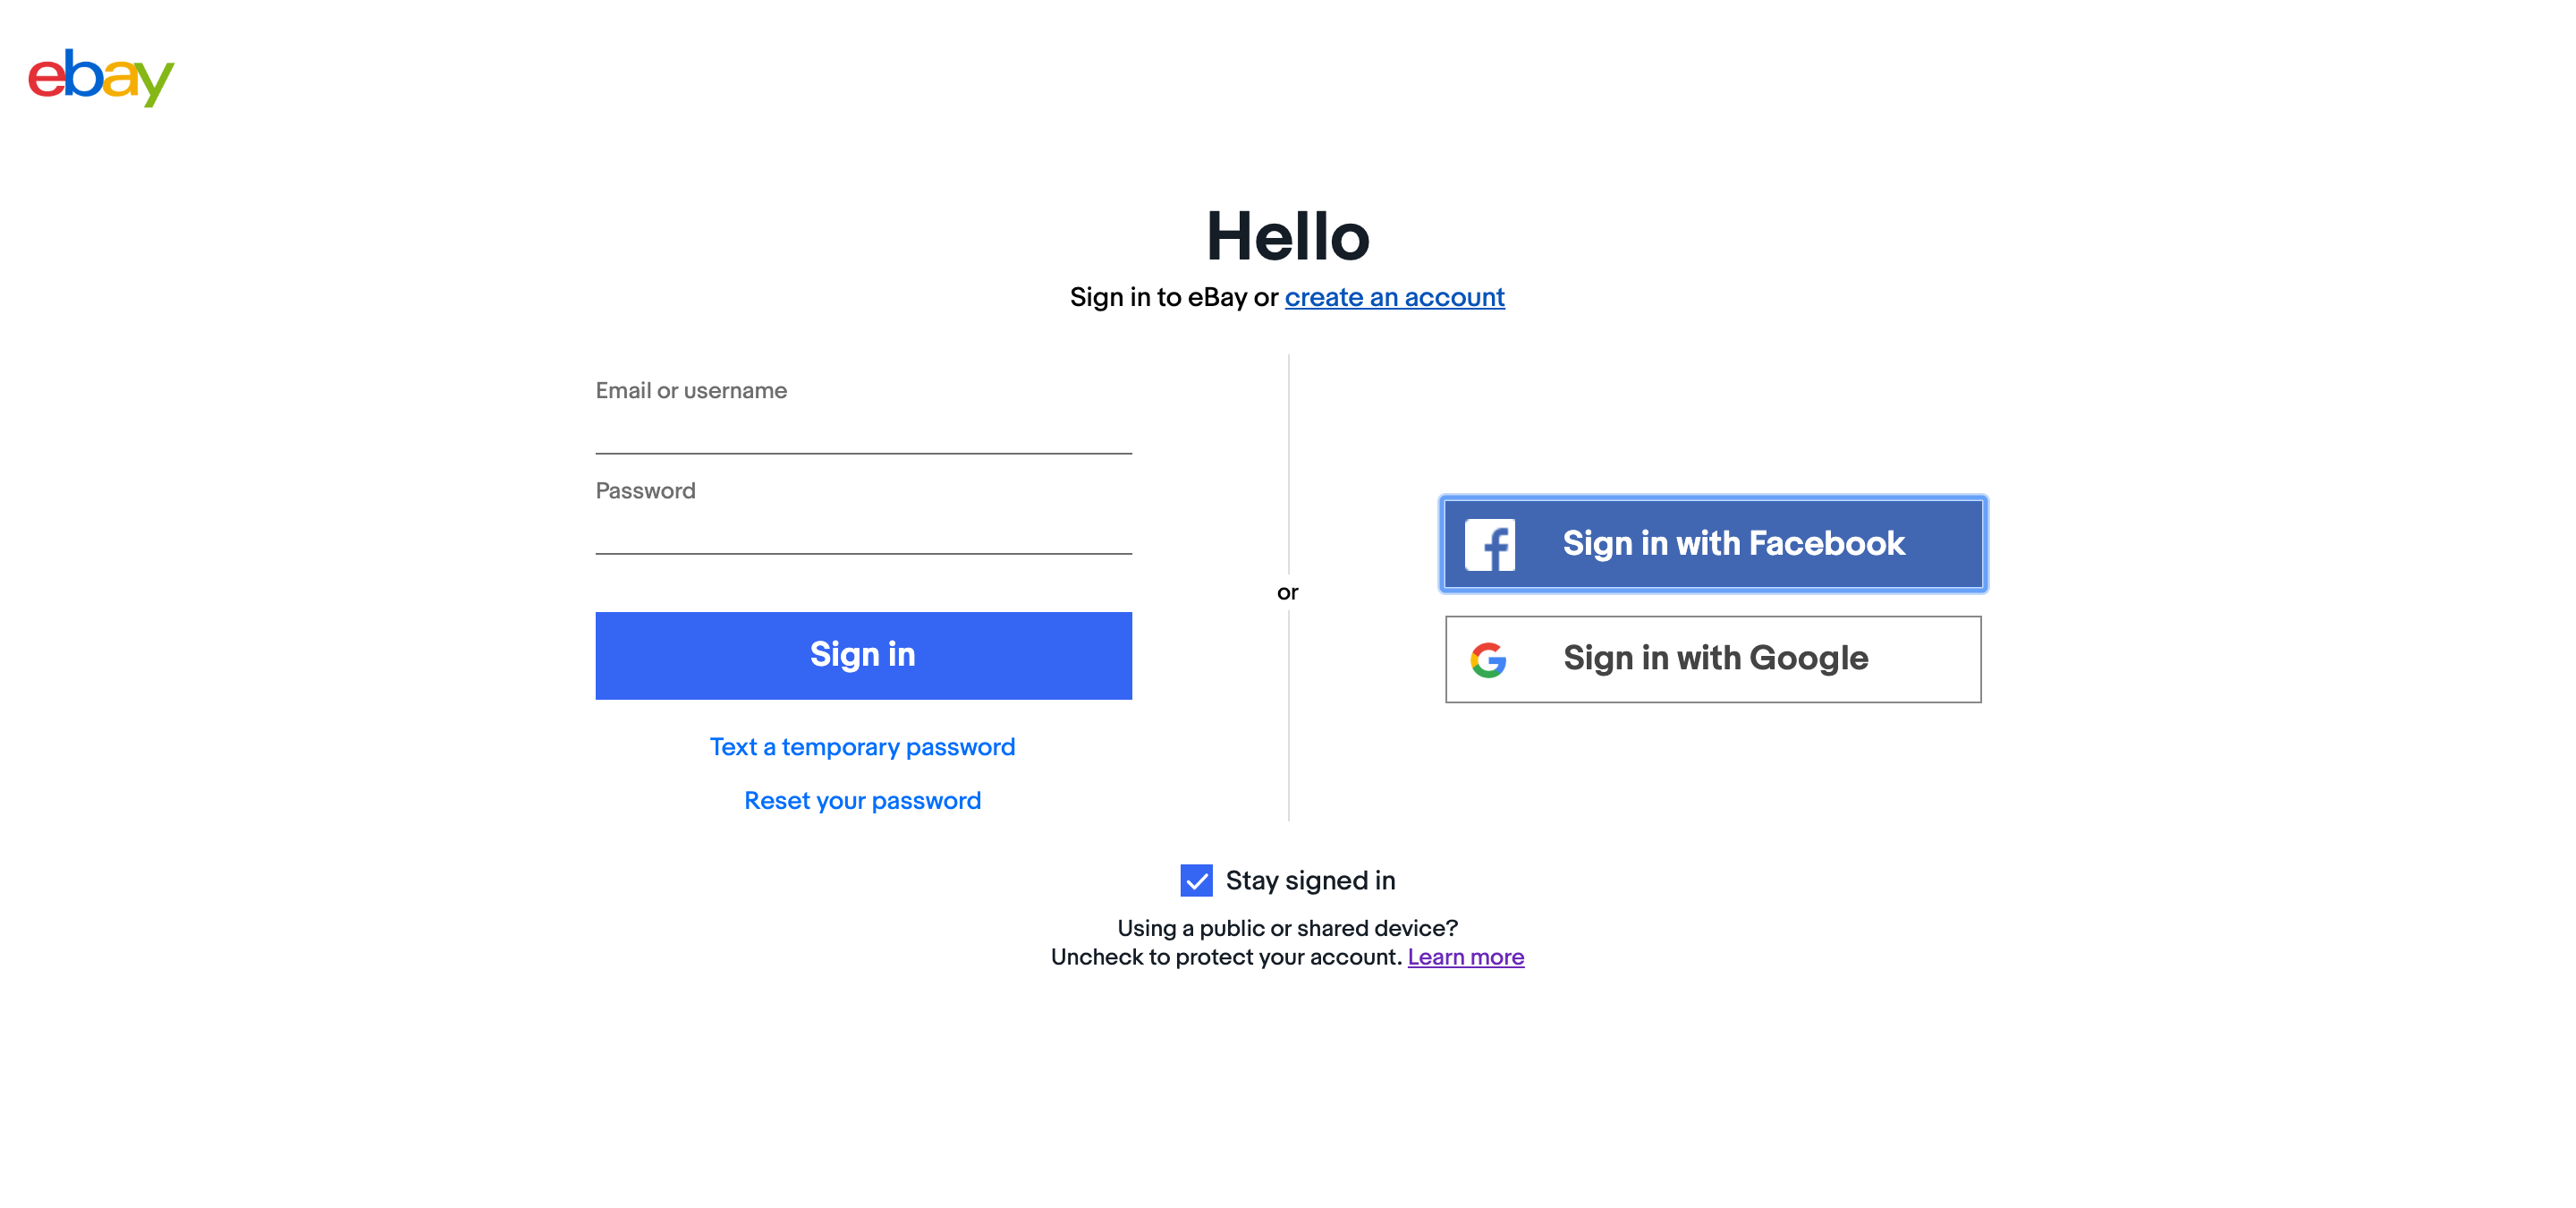 ebay
Hello
Sign in to eBay or create an account
Email or username
Password
Sign in
Text a temporary password
Reset your password
or
Sign in with Facebook
Sign in with Google
Stay signed in
Using a public or shared device?
Uncheck to protect your account. Learn more